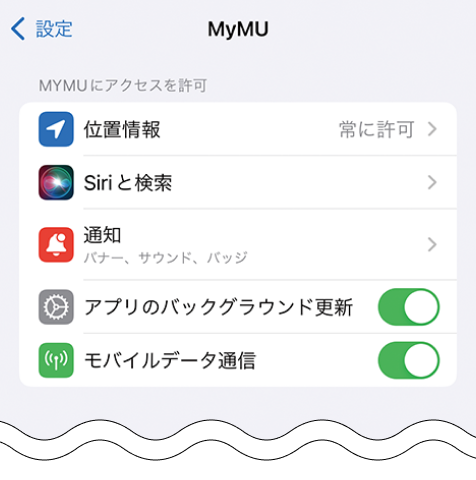 設定
MyMU
MYMUにアクセスを許可
位置情報
常に許可
Siriと検索
通知
バナー、サウンド、バッジ
アプリのバックグラウンド更新
モバイルデータ通信